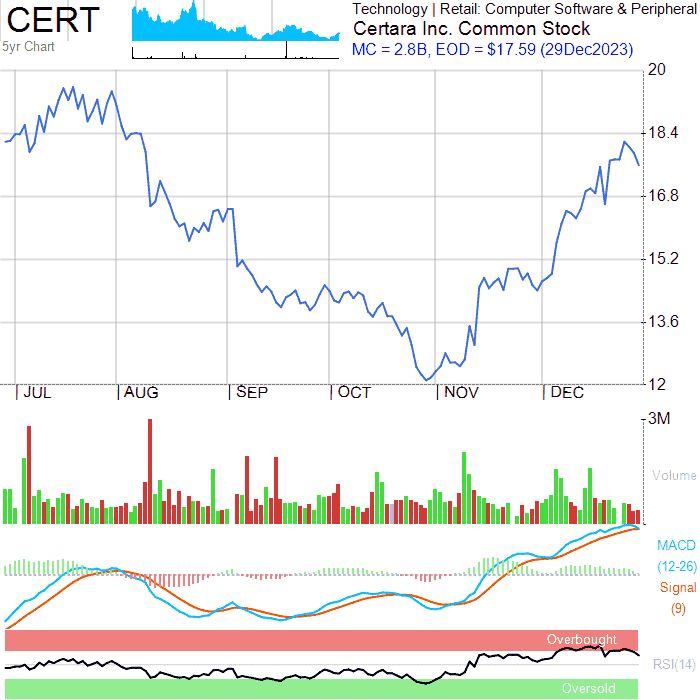 CERT
5yr Chart
Technology | Retail: Computer Software & Peripheral
Certara Inc. Common Stock
MC = 2.8B, EOD = $17.59 (29Dec2023)
20
18.4
16.8
15.2
13.6
12
JUL AUG SEP OCT NOV DEC
3M
Volume
MACD
(12-26)
Signal
(9)
Overbought
RSI(14)
Oversold